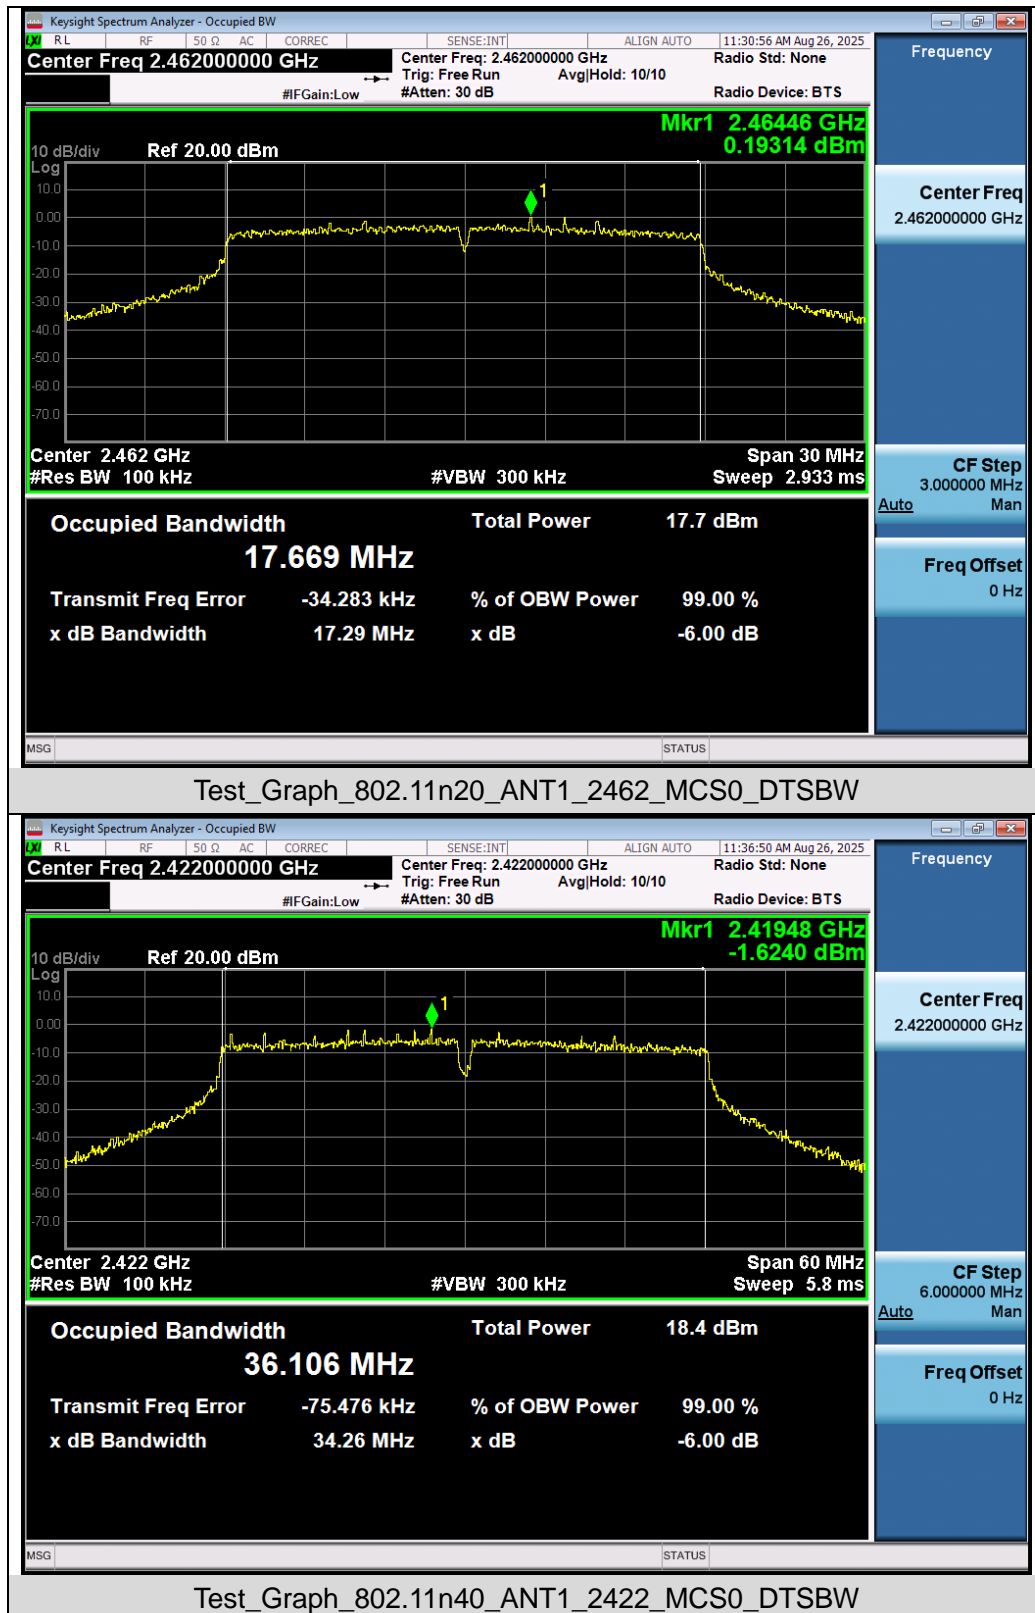 Keysight Spectrum Analyzer - Occupied BW
LXI RL RF 50 Ω AC CORREC SENSE:INT ALIGN AUTO 11:30:56 AM Aug 26, 2025
Center Freq 2.462000000 GHz
Center Freq: 2.462000000 GHz
Radio Std: None
Trig: Free Run Avg|Hold: 10/10
#IFGain:Low
#Atten: 30 dB
Radio Device: BTS
Frequency
Mkr1 2.46446 GHz
0.19314 dBm
10 dB/div Ref 20.00 dBm
Log
10.0
1
0.00
-10.0
-20.0
-30.0
-40.0
-50.0
-60.0
-70.0
Center 2.462 GHz
Span 30 MHz
#Res BW 100 kHz
#VBW 300 kHz
Sweep 2.933 ms
Center Freq
2.462000000 GHz
CF Step
3.000000 MHz
Auto Man
Freq Offset
0 Hz
Occupied Bandwidth
17.669 MHz
Total Power 17.7 dBm
Transmit Freq Error -34.283 kHz
% of OBW Power 99.00 %
x dB Bandwidth 17.29 MHz
x dB -6.00 dB
MSG
STATUS
Test_Graph_802.11n20_ANT1_2462_MCS0_DTSBW
Keysight Spectrum Analyzer - Occupied BW
LXI RL RF 50 Ω AC CORREC SENSE:INT ALIGN AUTO 11:36:50 AM Aug 26, 2025
Center Freq 2.422000000 GHz
Center Freq: 2.422000000 GHz
Radio Std: None
Trig: Free Run Avg|Hold: 10/10
#IFGain:Low
#Atten: 30 dB
Radio Device: BTS
Frequency
Mkr1 2.41948 GHz
-1.6240 dBm
10 dB/div Ref 20.00 dBm
Log
10.0
1
0.00
-10.0
-20.0
-30.0
-40.0
-50.0
-60.0
-70.0
Center 2.422 GHz
Span 60 MHz
#Res BW 100 kHz
#VBW 300 kHz
Sweep 5.8 ms
Center Freq
2.422000000 GHz
CF Step
6.000000 MHz
Auto Man
Freq Offset
0 Hz
Occupied Bandwidth
36.106 MHz
Total Power 18.4 dBm
Transmit Freq Error -75.476 kHz
% of OBW Power 99.00 %
x dB Bandwidth 34.26 MHz
x dB -6.00 dB
MSG
STATUS
Test_Graph_802.11n40_ANT1_2422_MCS0_DTSBW